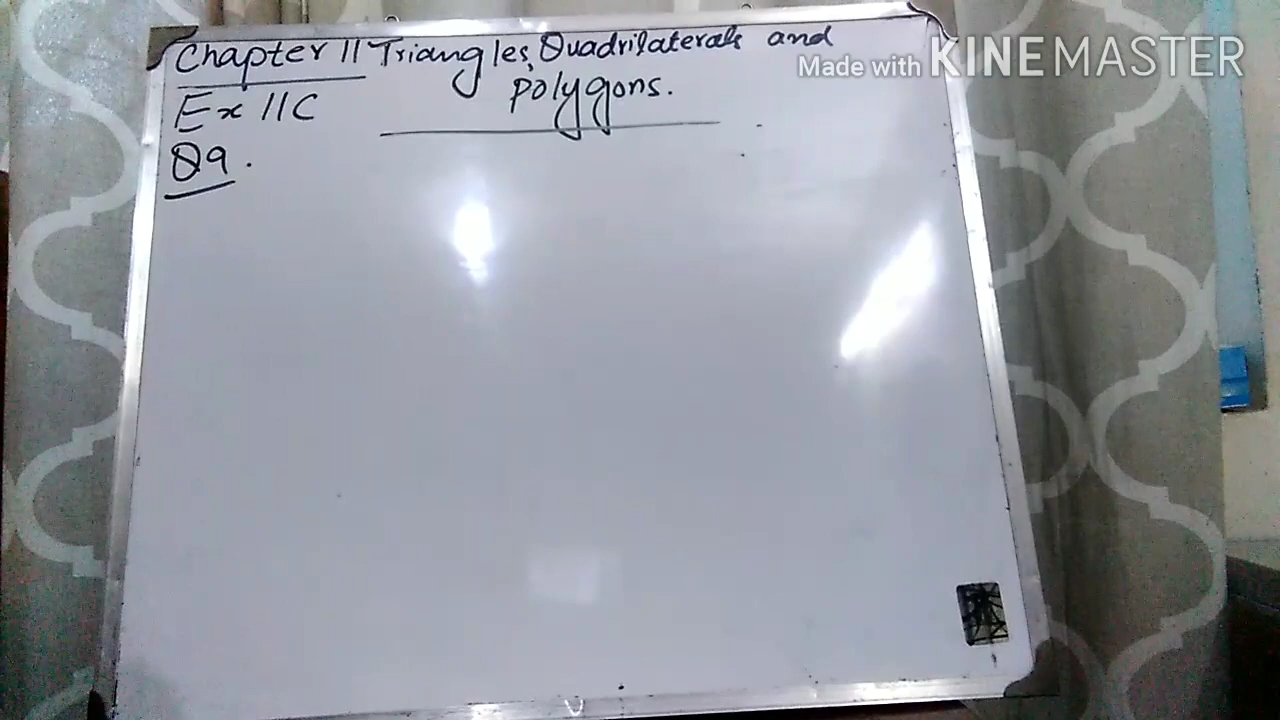 Chapter 11 Triangles, Quadrilaterals and
polygons.
Ex 11C
Q9.
Made with KINEMASTER